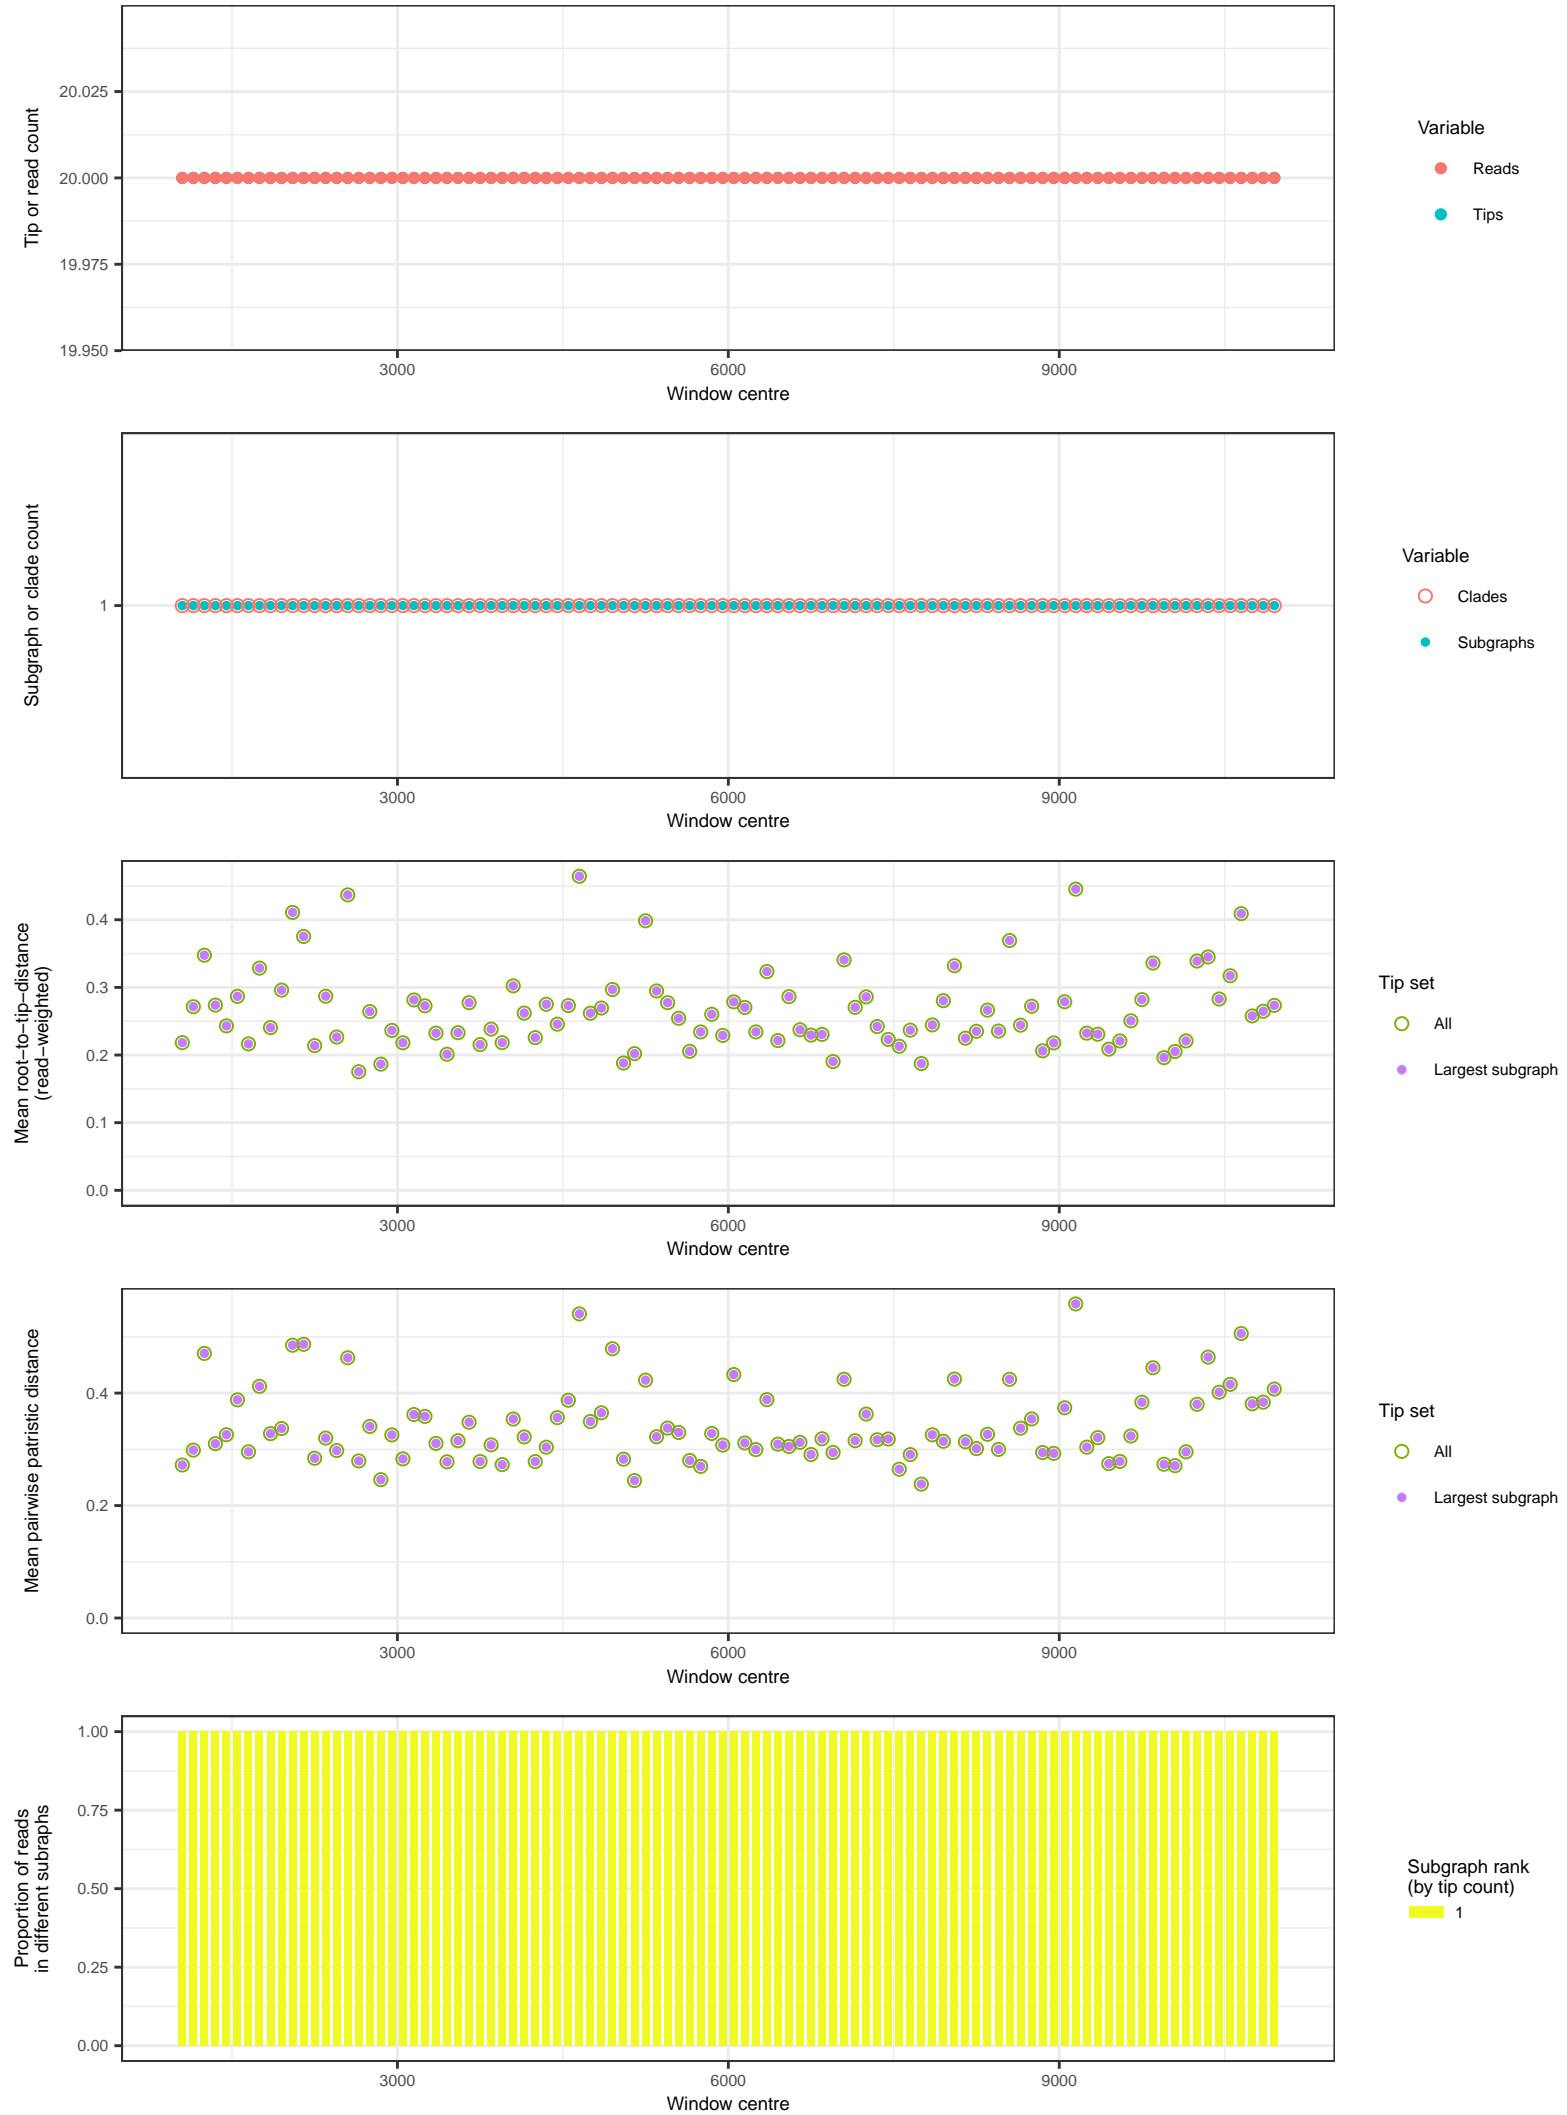 20.025
20.000
19.975
19.950
Tip or read count
3000 6000 9000
Window centre
Variable
Reads
Tips
1
Subgraph or clade count
3000 6000 9000
Window centre
Variable
Clades
Subgraphs
0.4
0.3
0.2
0.1
0.0
Mean root−to−tip−distance
(read−weighted)
3000 6000 9000
Window centre
Tip set
All
Largest subgraph
0.4
0.2
0.0
Mean pairwise patristic distance
3000 6000 9000
Window centre
Tip set
All
Largest subgraph
1.00
0.75
0.50
0.25
0.00
Proportion of reads
in different subraphs
3000 6000 9000
Window centre
Subgraph rank
(by tip count)
1